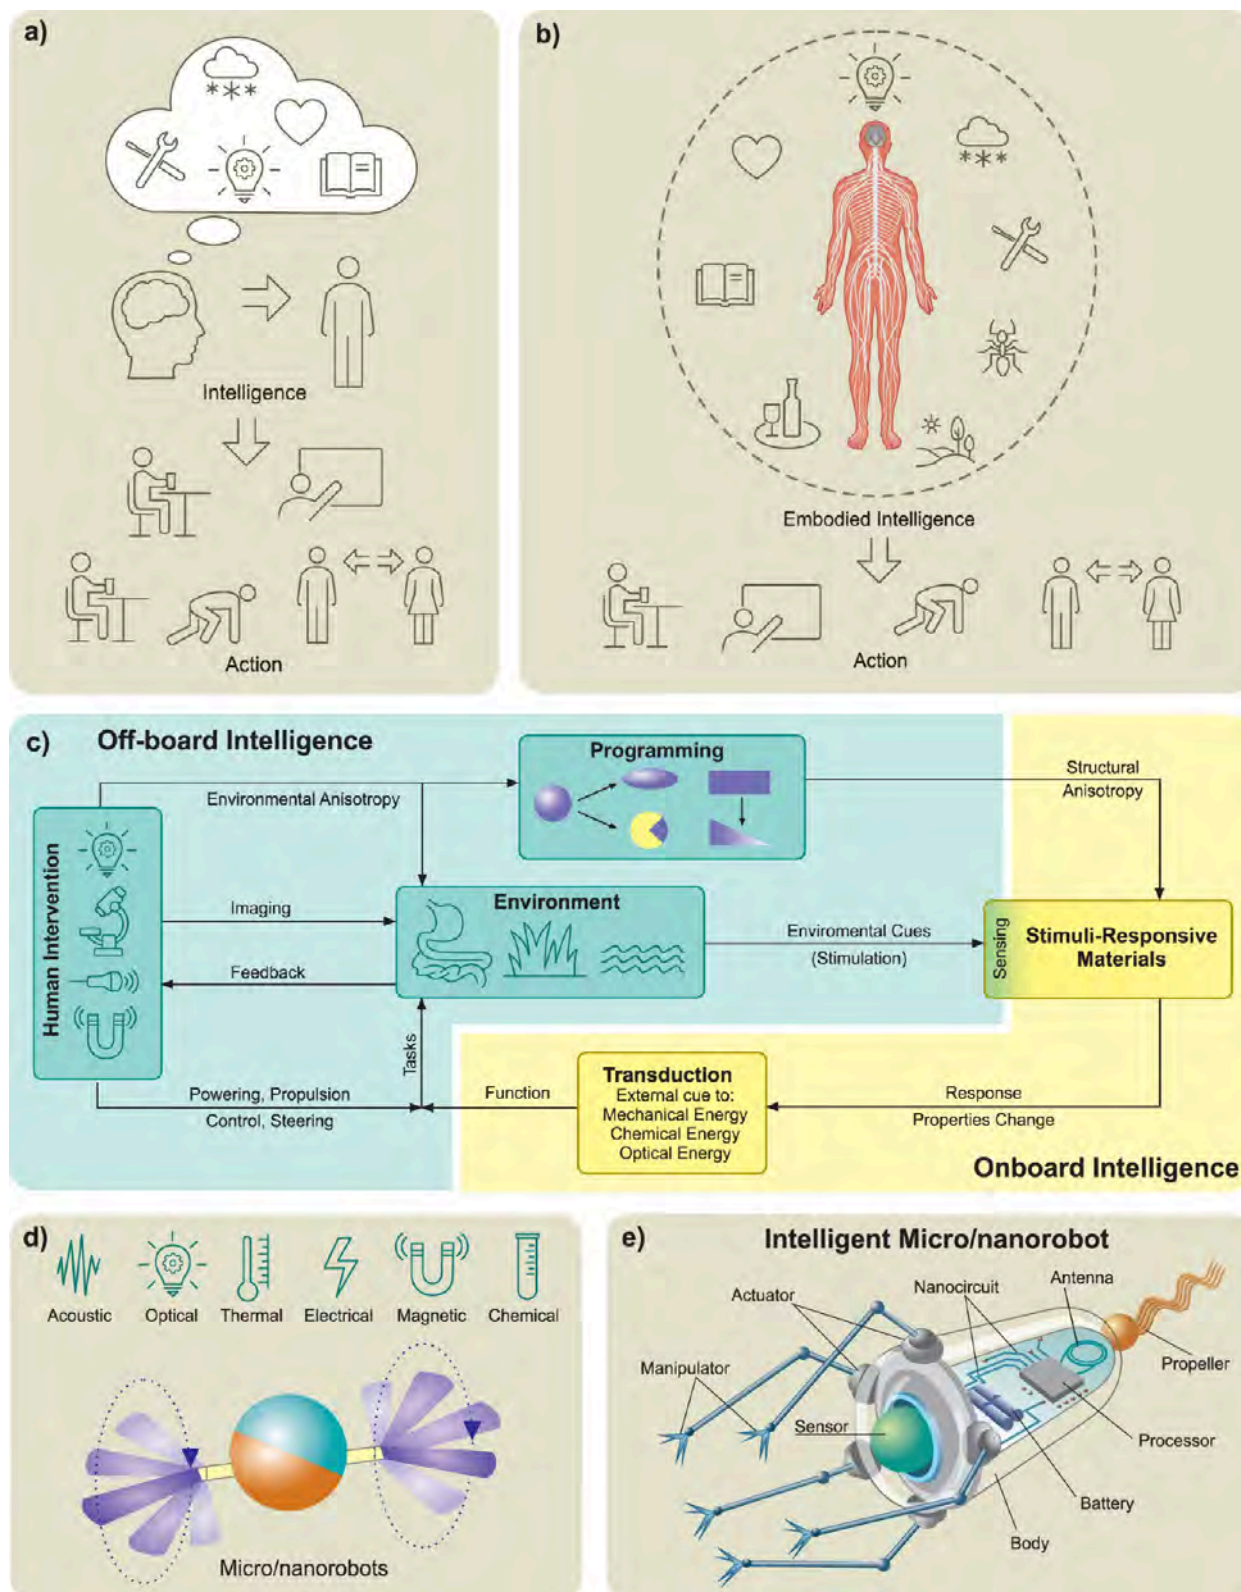 a)
Intelligence
Action
b)
Embodied Intelligence
Action
c)
Off-board Intelligence
Programming
Environmental Anisotropy
Structural
Anisotropy
Human Intervention
Imaging
Environment
Feedback
Enviromental Cues
(Stimulation)
Sensing
Stimuli-Responsive
Materials
Tasks
Powering, Propulsion
Control, Steering
Function
Transduction
External cue to:
Mechanical Energy
Chemical Energy
Optical Energy
Response
Properties Change
Onboard Intelligence
d)
Acoustic
Optical
Thermal
Electrical
Magnetic
Chemical
Micro/nanorobots
e)
Intelligent Micro/nanorobot
Actuator
Nanocircuit
Antenna
Manipulator
Propeller
Sensor
Processor
Battery
Body